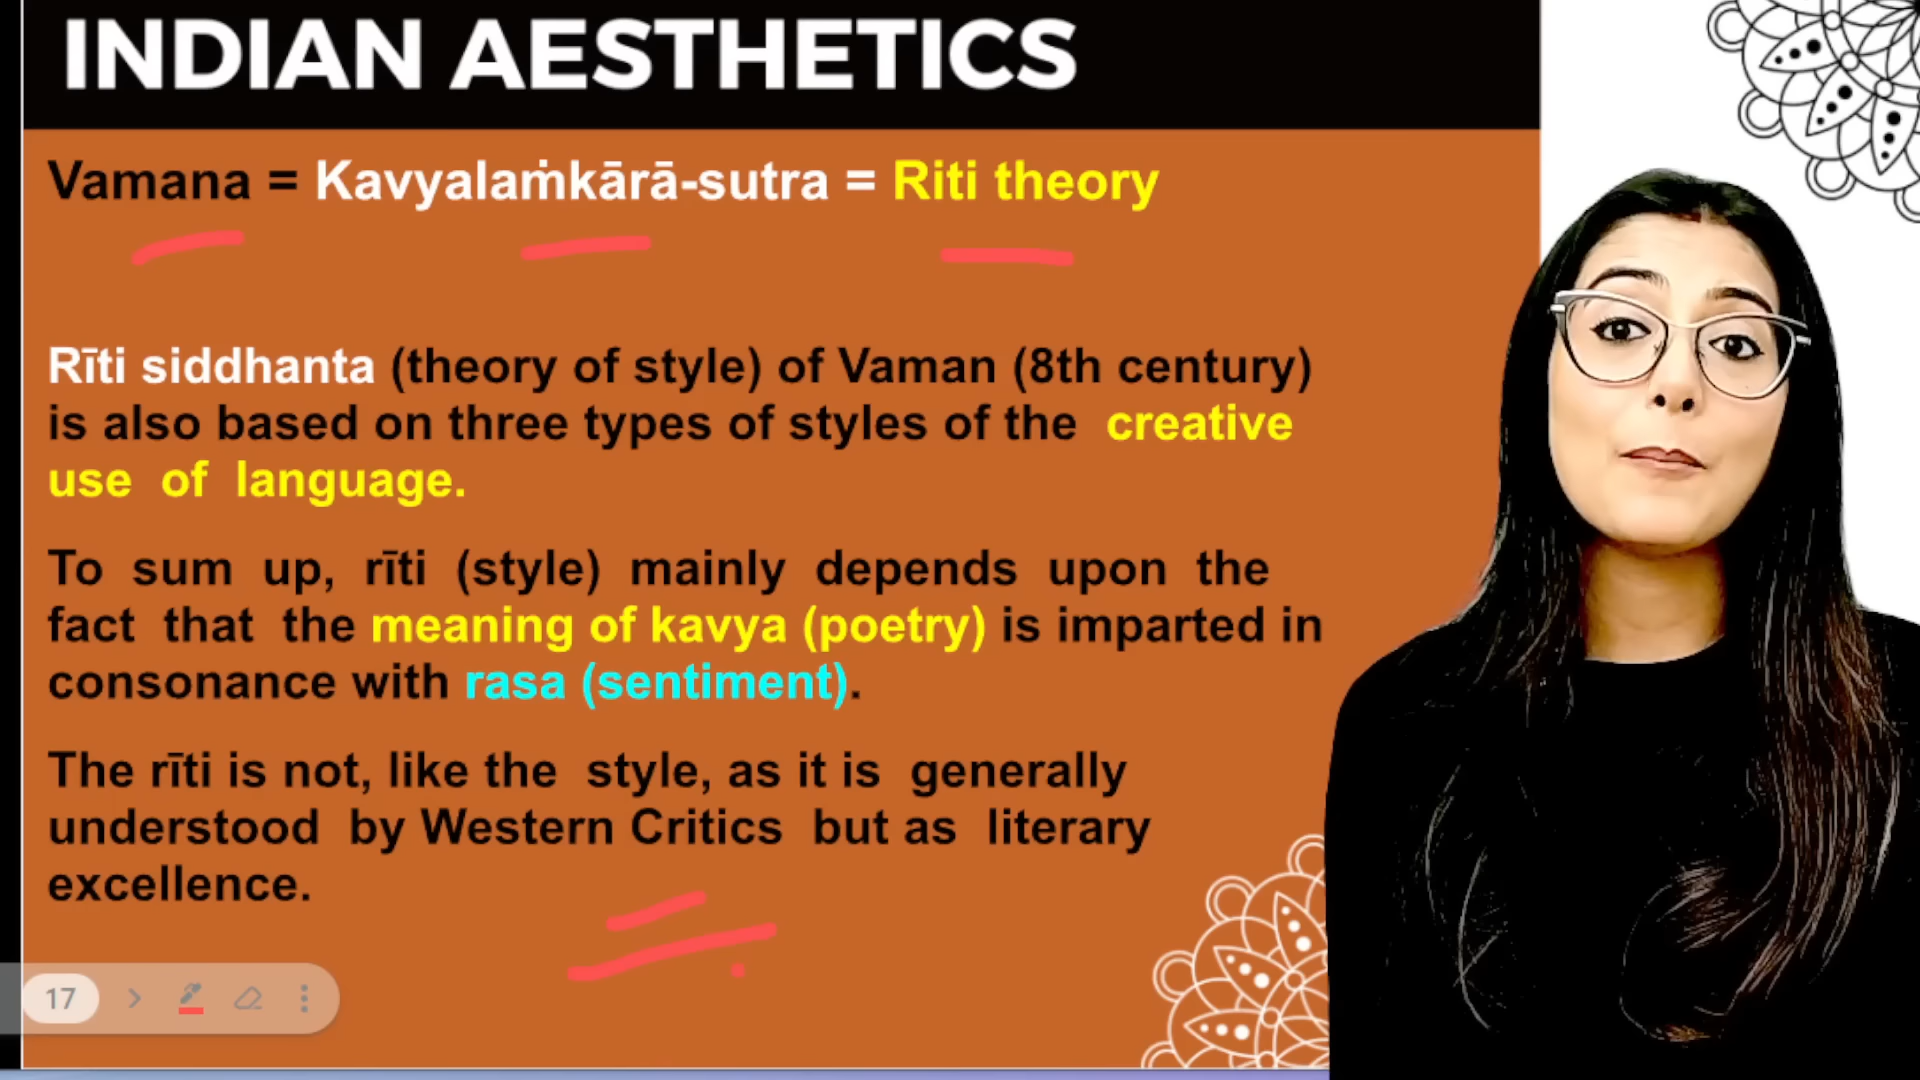 INDIAN AESTHETICS
Vamana = Kavyalaṁkārā-sutra = Riti theory
Rīti siddhanta (theory of style) of Vaman (8th century)
is also based on three types of styles of the creative
use of language.
To sum up, rīti (style) mainly depends upon the
fact that the meaning of kavya (poetry) is imparted in
consonance with rasa (sentiment).
The rīti is not, like the style, as it is generally
understood by Western Critics but as literary
excellence.
17